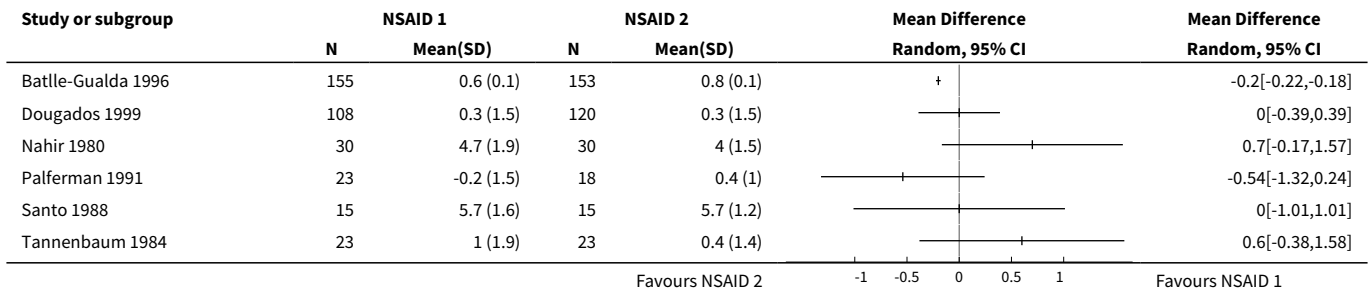 Study or subgroup NSAID 1 NSAID 2 Mean Difference Mean Difference
N Mean(SD) N Mean(SD) Random, 95% CI Random, 95% CI
Batlle-Gualda 1996 155 0.6 (0.1) 153 0.8 (0.1) -0.2[-0.22,-0.18]
Dougados 1999 108 0.3 (1.5) 120 0.3 (1.5) 0[-0.39,0.39]
Nahir 1980 30 4.7 (1.9) 30 4 (1.5) 0.7[-0.17,1.57]
Palferman 1991 23 -0.2 (1.5) 18 0.4 (1) -0.54[-1.32,0.24]
Santo 1988 15 5.7 (1.6) 15 5.7 (1.2) 0[-1.01,1.01]
Tannenbaum 1984 23 1 (1.9) 23 0.4 (1.4) 0.6[-0.38,1.58]
Favours NSAID 2 -1 -0.5 0 0.5 1 Favours NSAID 1